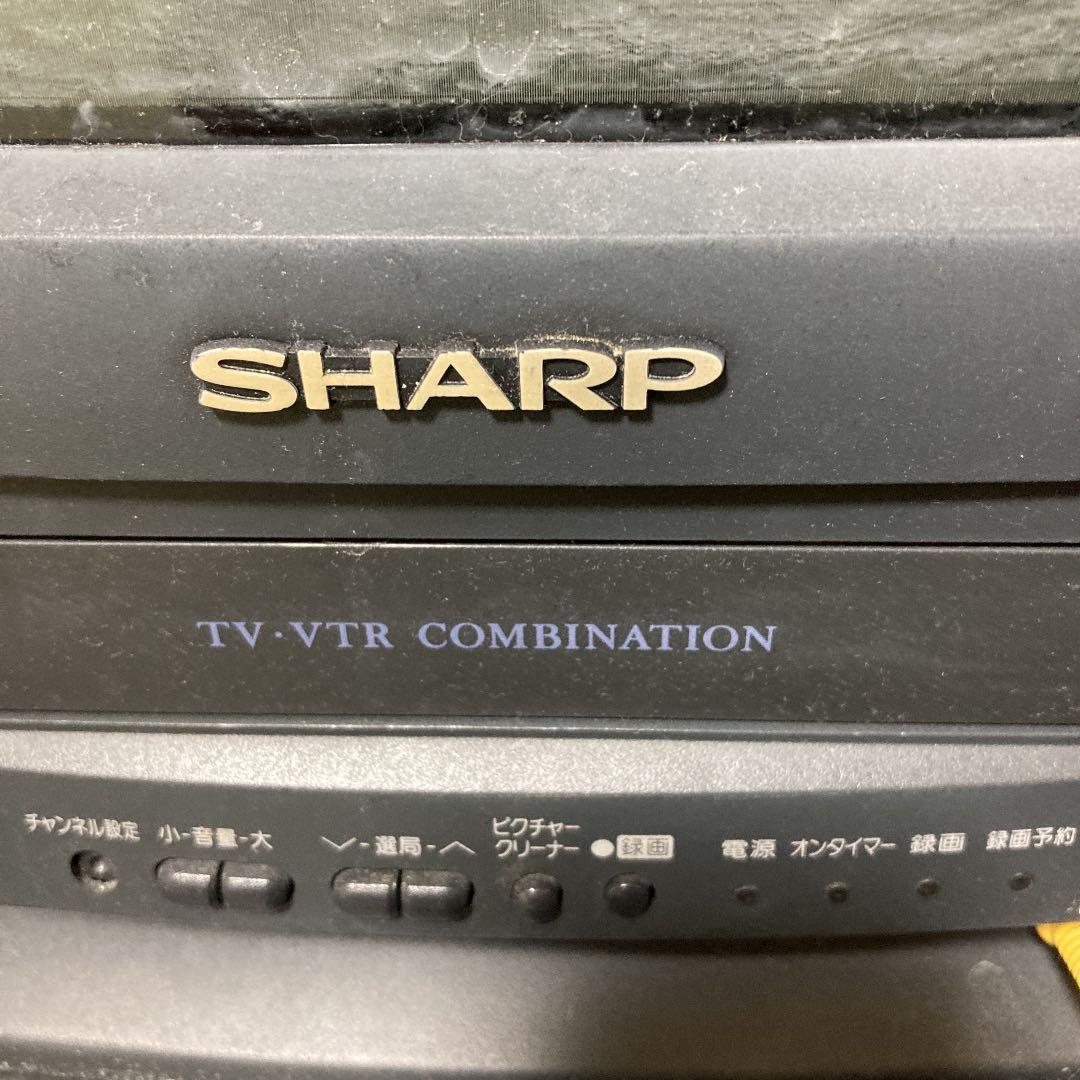 SHARP
TV・VTR COMBINATION
チャンネル設定 小-音量-大 ﹀-選局-︿ ピクチャークリーナー ●録画 電源 オンタイマー 録画 録画予約